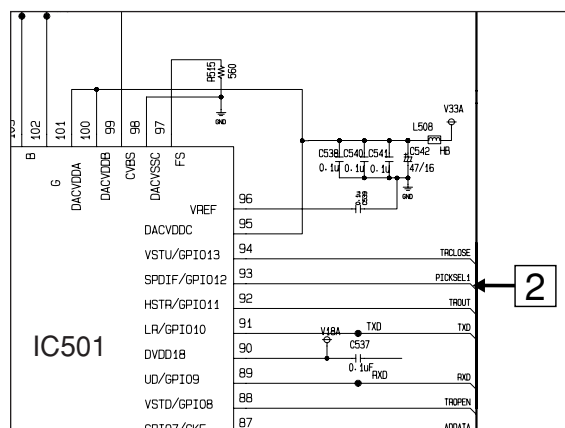 R515
560
GND
V33A
L508
HB
C538
C540
C541
C542
0.1u
0.1u
0.1u
47/16
GND
102
101
100
99
98
97
B
G
DACVDDA
DACVDDB
CVBS
DACVSSC
FS
VREF
96
DACVDDC
95
VSTU/GPIO13
94
TRCLOSE
SPDIF/GPIO12
93
PICKSEL1
2
HSTR/GPIO11
92
TROUT
LR/GPIO10
91
TXD
TXD
IC501
V18A
DVDD18
90
C537
0.1uF
UD/GPIO9
89
RXD
RXD
VSTD/GPIO8
88
TROPEN
87